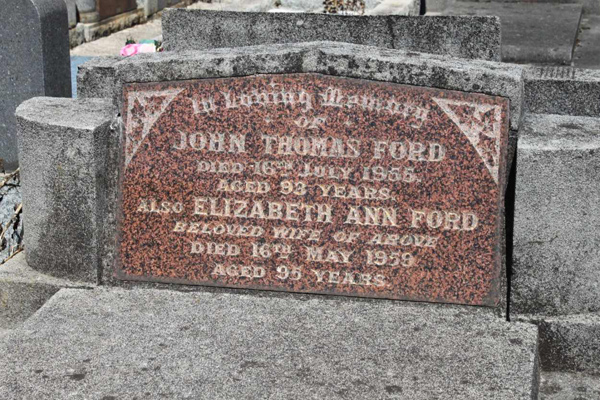 In Loving Memory
of
JOHN THOMAS FORD
DIED 16TH JULY 1955
AGED 93 YEARS.
ALSO ELIZABETH ANN FORD
BELOVED WIFE OF ABOVE
DIED 16TH MAY 1959
AGED 95 YEARS.